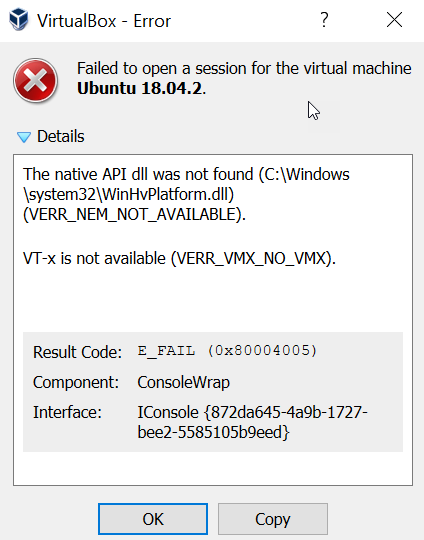 VirtualBox - Error
?
Failed to open a session for the virtual machine
Ubuntu 18.04.2.
Details
The native API dll was not found (C:\Windows
\system32\WinHvPlatform.dll)
(VERR_NEM_NOT_AVAILABLE).
VT-x is not available (VERR_VMX_NO_VMX).
Result Code: E_FAIL (0x80004005)
Component: ConsoleWrap
Interface: IConsole {872da645-4a9b-1727-
bee2-5585105b9eed}
OK Copy